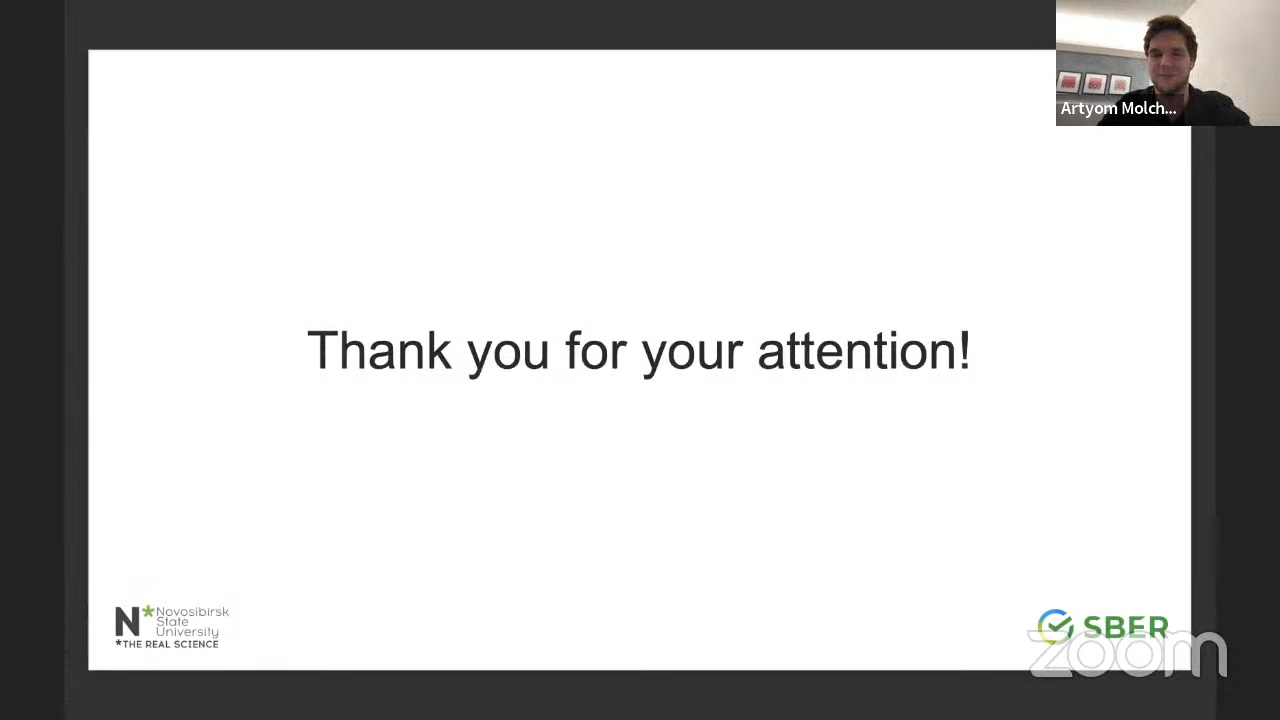 Artyom Molch...
Thank you for your attention!
N* Novosibirsk
State
University
*THE REAL SCIENCE
SBER
zoom